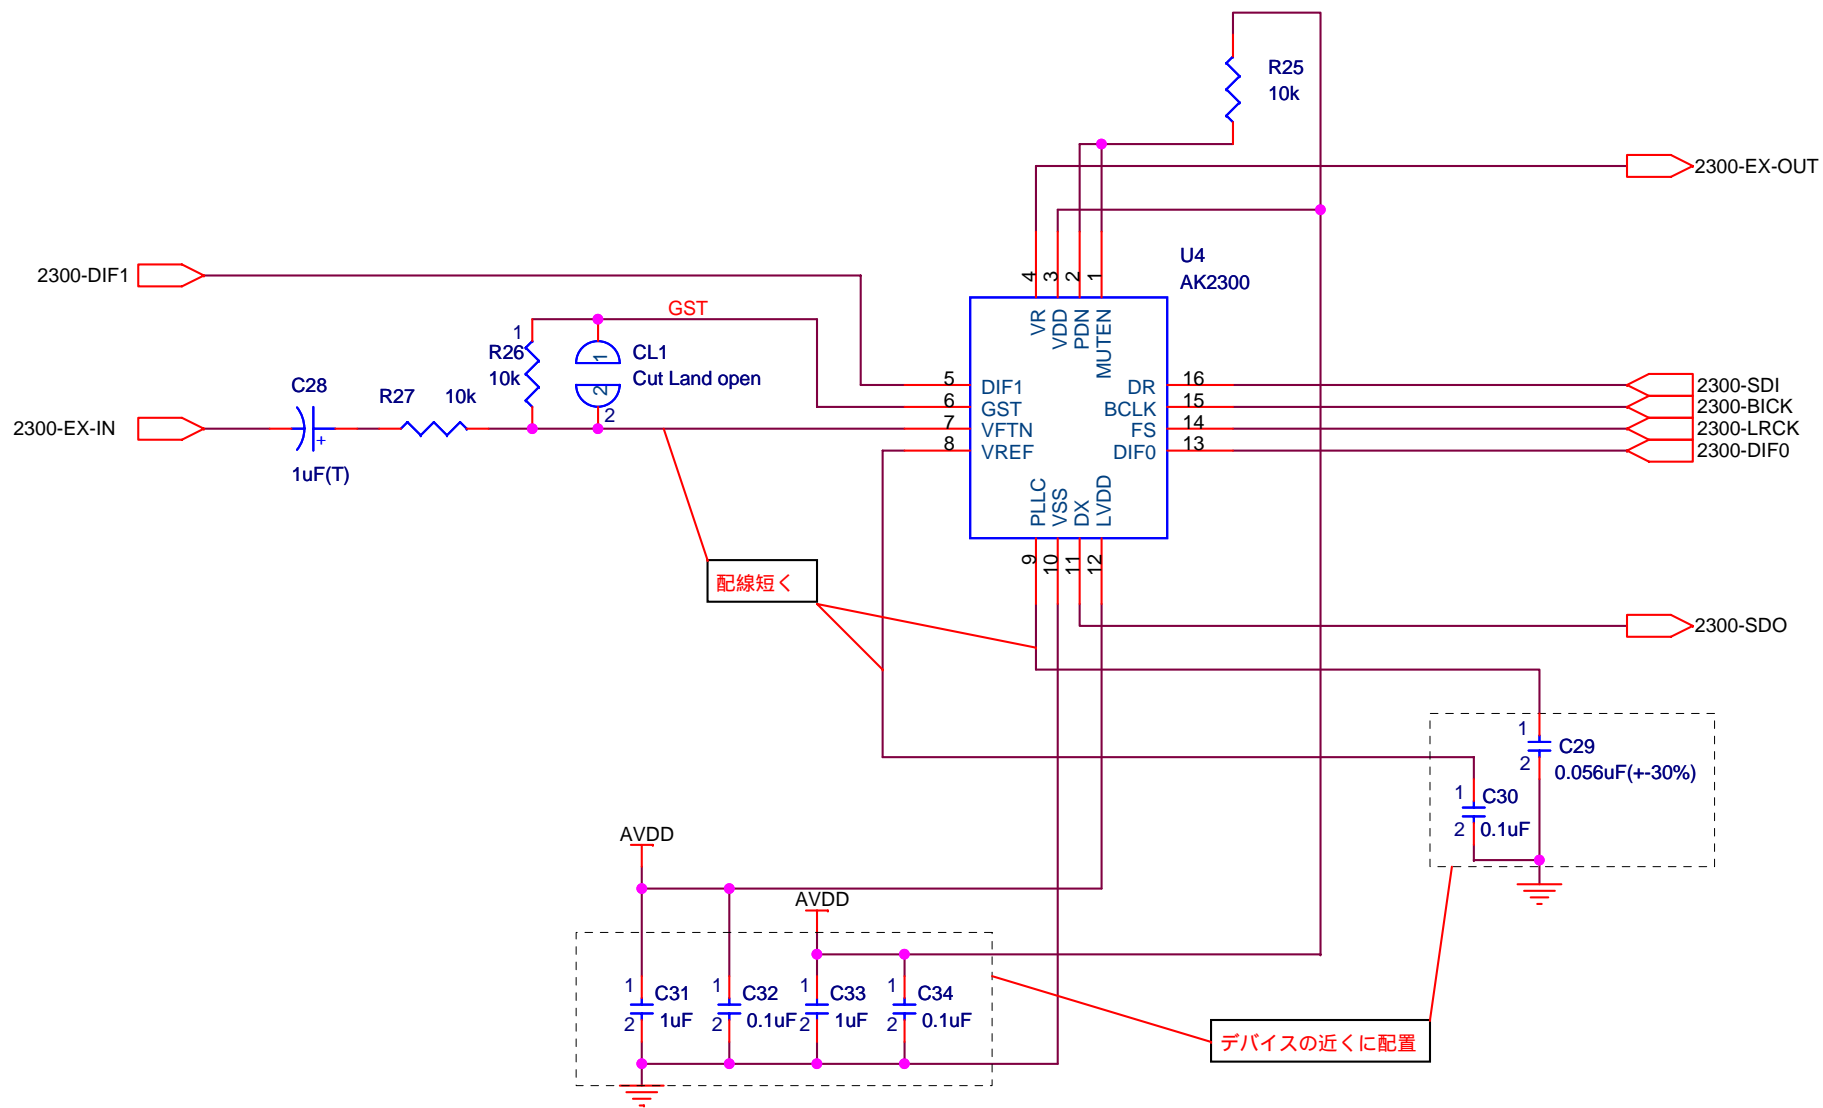 R25
10k
2300-EX-OUT
U4
AK2300
4
3
2
1
VR
VDD
PDN
MUTEN
2300-DIF1
GST
1
R26
10k
1
2
CL1
Cut Land open
2
C28
1uF(T)
R27 10k
2300-EX-IN
5 DIF1
6 GST
7 VFTN
8 VREF
DR 16
BCLK 15
FS 14
DIF0 13
2300-SDI
2300-BICK
2300-LRCK
2300-DIF0
PLLC
VSS
DX
LVDD
9
10
11
12
配線短く
2300-SDO
1
2
C29
0.056uF(+-30%)
1
2
C30
0.1uF
AVDD
AVDD
1
2
C31
1uF
1
2
C32
0.1uF
1
2
C33
1uF
1
2
C34
0.1uF
デバイスの近くに配置